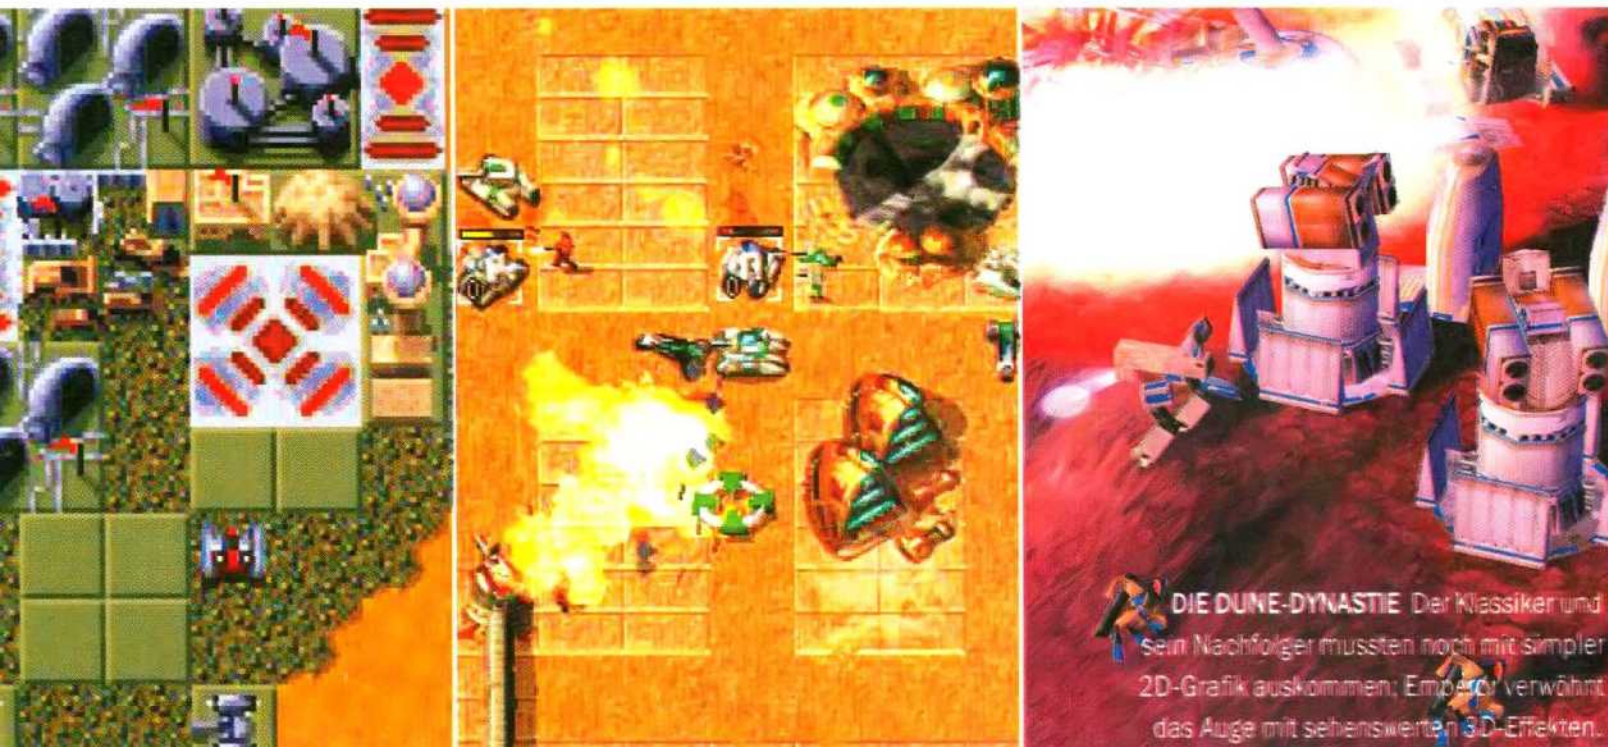 DIE DUNE-DYNASTIE Der Klassiker und
sein Nachfolger mussten noch mit simpler
2D-Grafik auskommen; Emperor verwöhnt
das Auge mit sehenswerten 3D-Effekten.